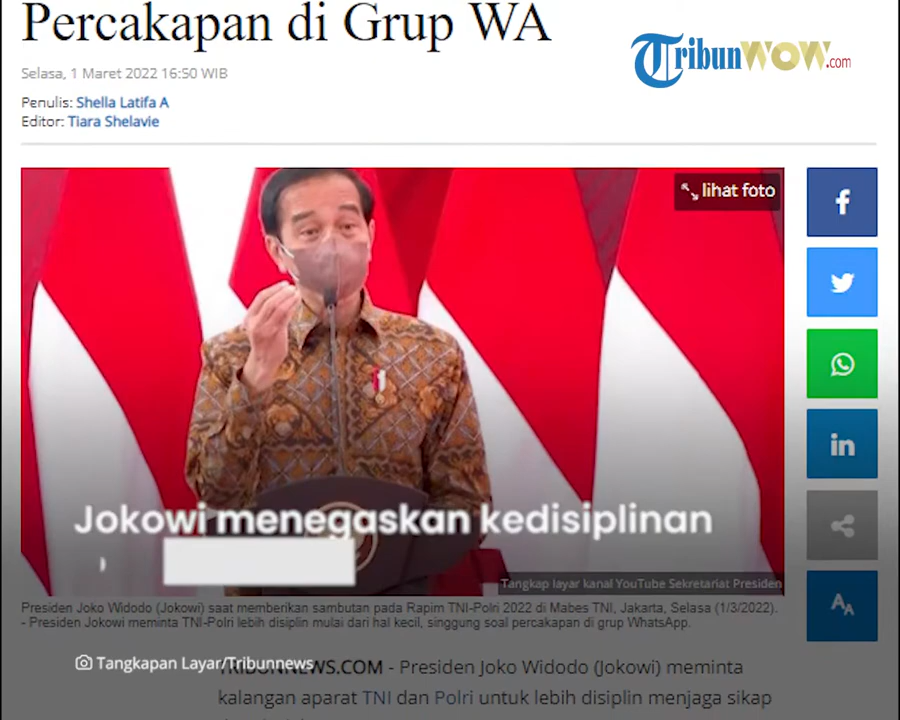 Percakapan di Grup WA
TribunWOW.com
Selasa, 1 Maret 2022 16:50 WIB
Penulis: Shella Latifa A
Editor: Tiara Shelavie
lihat foto
Jokowi menegaskan kedisiplinan
Tangkap layar kanal YouTube Sekretariat Presiden
Presiden Joko Widodo (Jokowi) saat memberikan sambutan pada Rapim TNI-Polri 2022 di Mabes TNI, Jakarta, Selasa (1/3/2022).
- Presiden Jokowi meminta TNI-Polri lebih disiplin mulai dari hal kecil, singgung soal percakapan di grup WhatsApp.
Tangkapan Layar/Tribunnews
TRIBUNNEWS.COM - Presiden Joko Widodo (Jokowi) meminta
kalangan aparat TNI dan Polri untuk lebih disiplin menjaga sikap